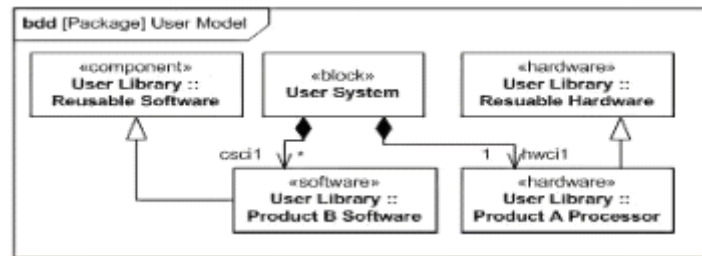 bdd [Package] User Model
«component»
User Library ::
Reusable Software
«block»
User System
«hardware»
User Library ::
Resuable Hardware
csci1
*
1
hwci1
«software»
User Library ::
Product B Software
«hardware»
User Library ::
Product A Processor